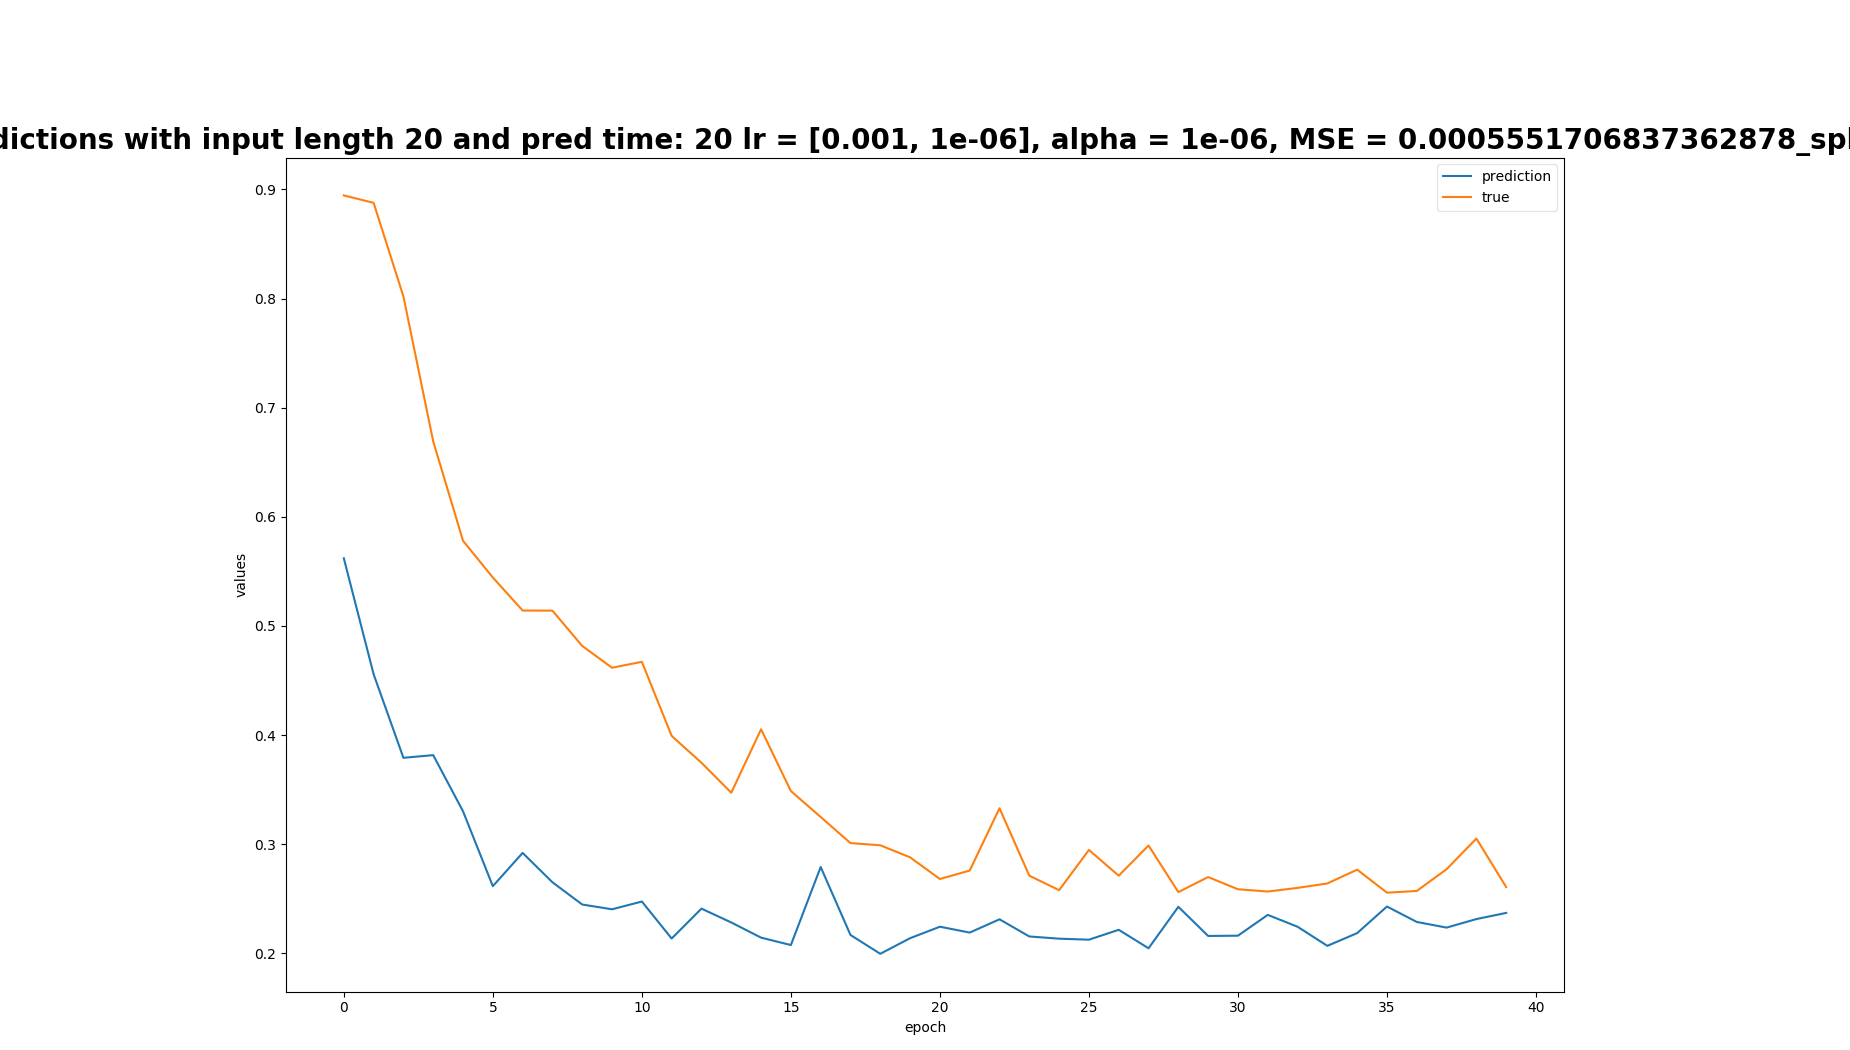 dictions with input length 20 and pred time: 20 lr = [0.001, 1e-06], alpha = 1e-06, MSE = 0.0005551706837362878_spl
prediction
true
values
0.9
0.8
0.7
0.6
0.5
0.4
0.3
0.2
0 5 10 15 20 25 30 35 40
epoch